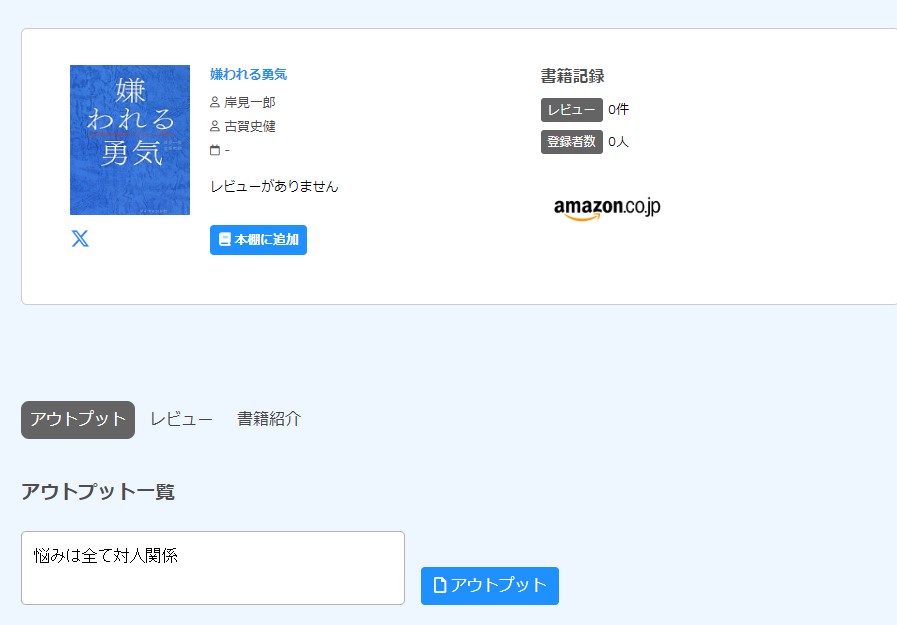 嫌
われる
勇気
嫌われる勇気
岸見一郎
古賀史健
-
レビューがありません
本棚に追加
書籍記録
レビュー 0件
登録者数 0人
amazon.co.jp
アウトプット レビュー 書籍紹介
アウトプット一覧
悩みは全て対人関係
アウトプット